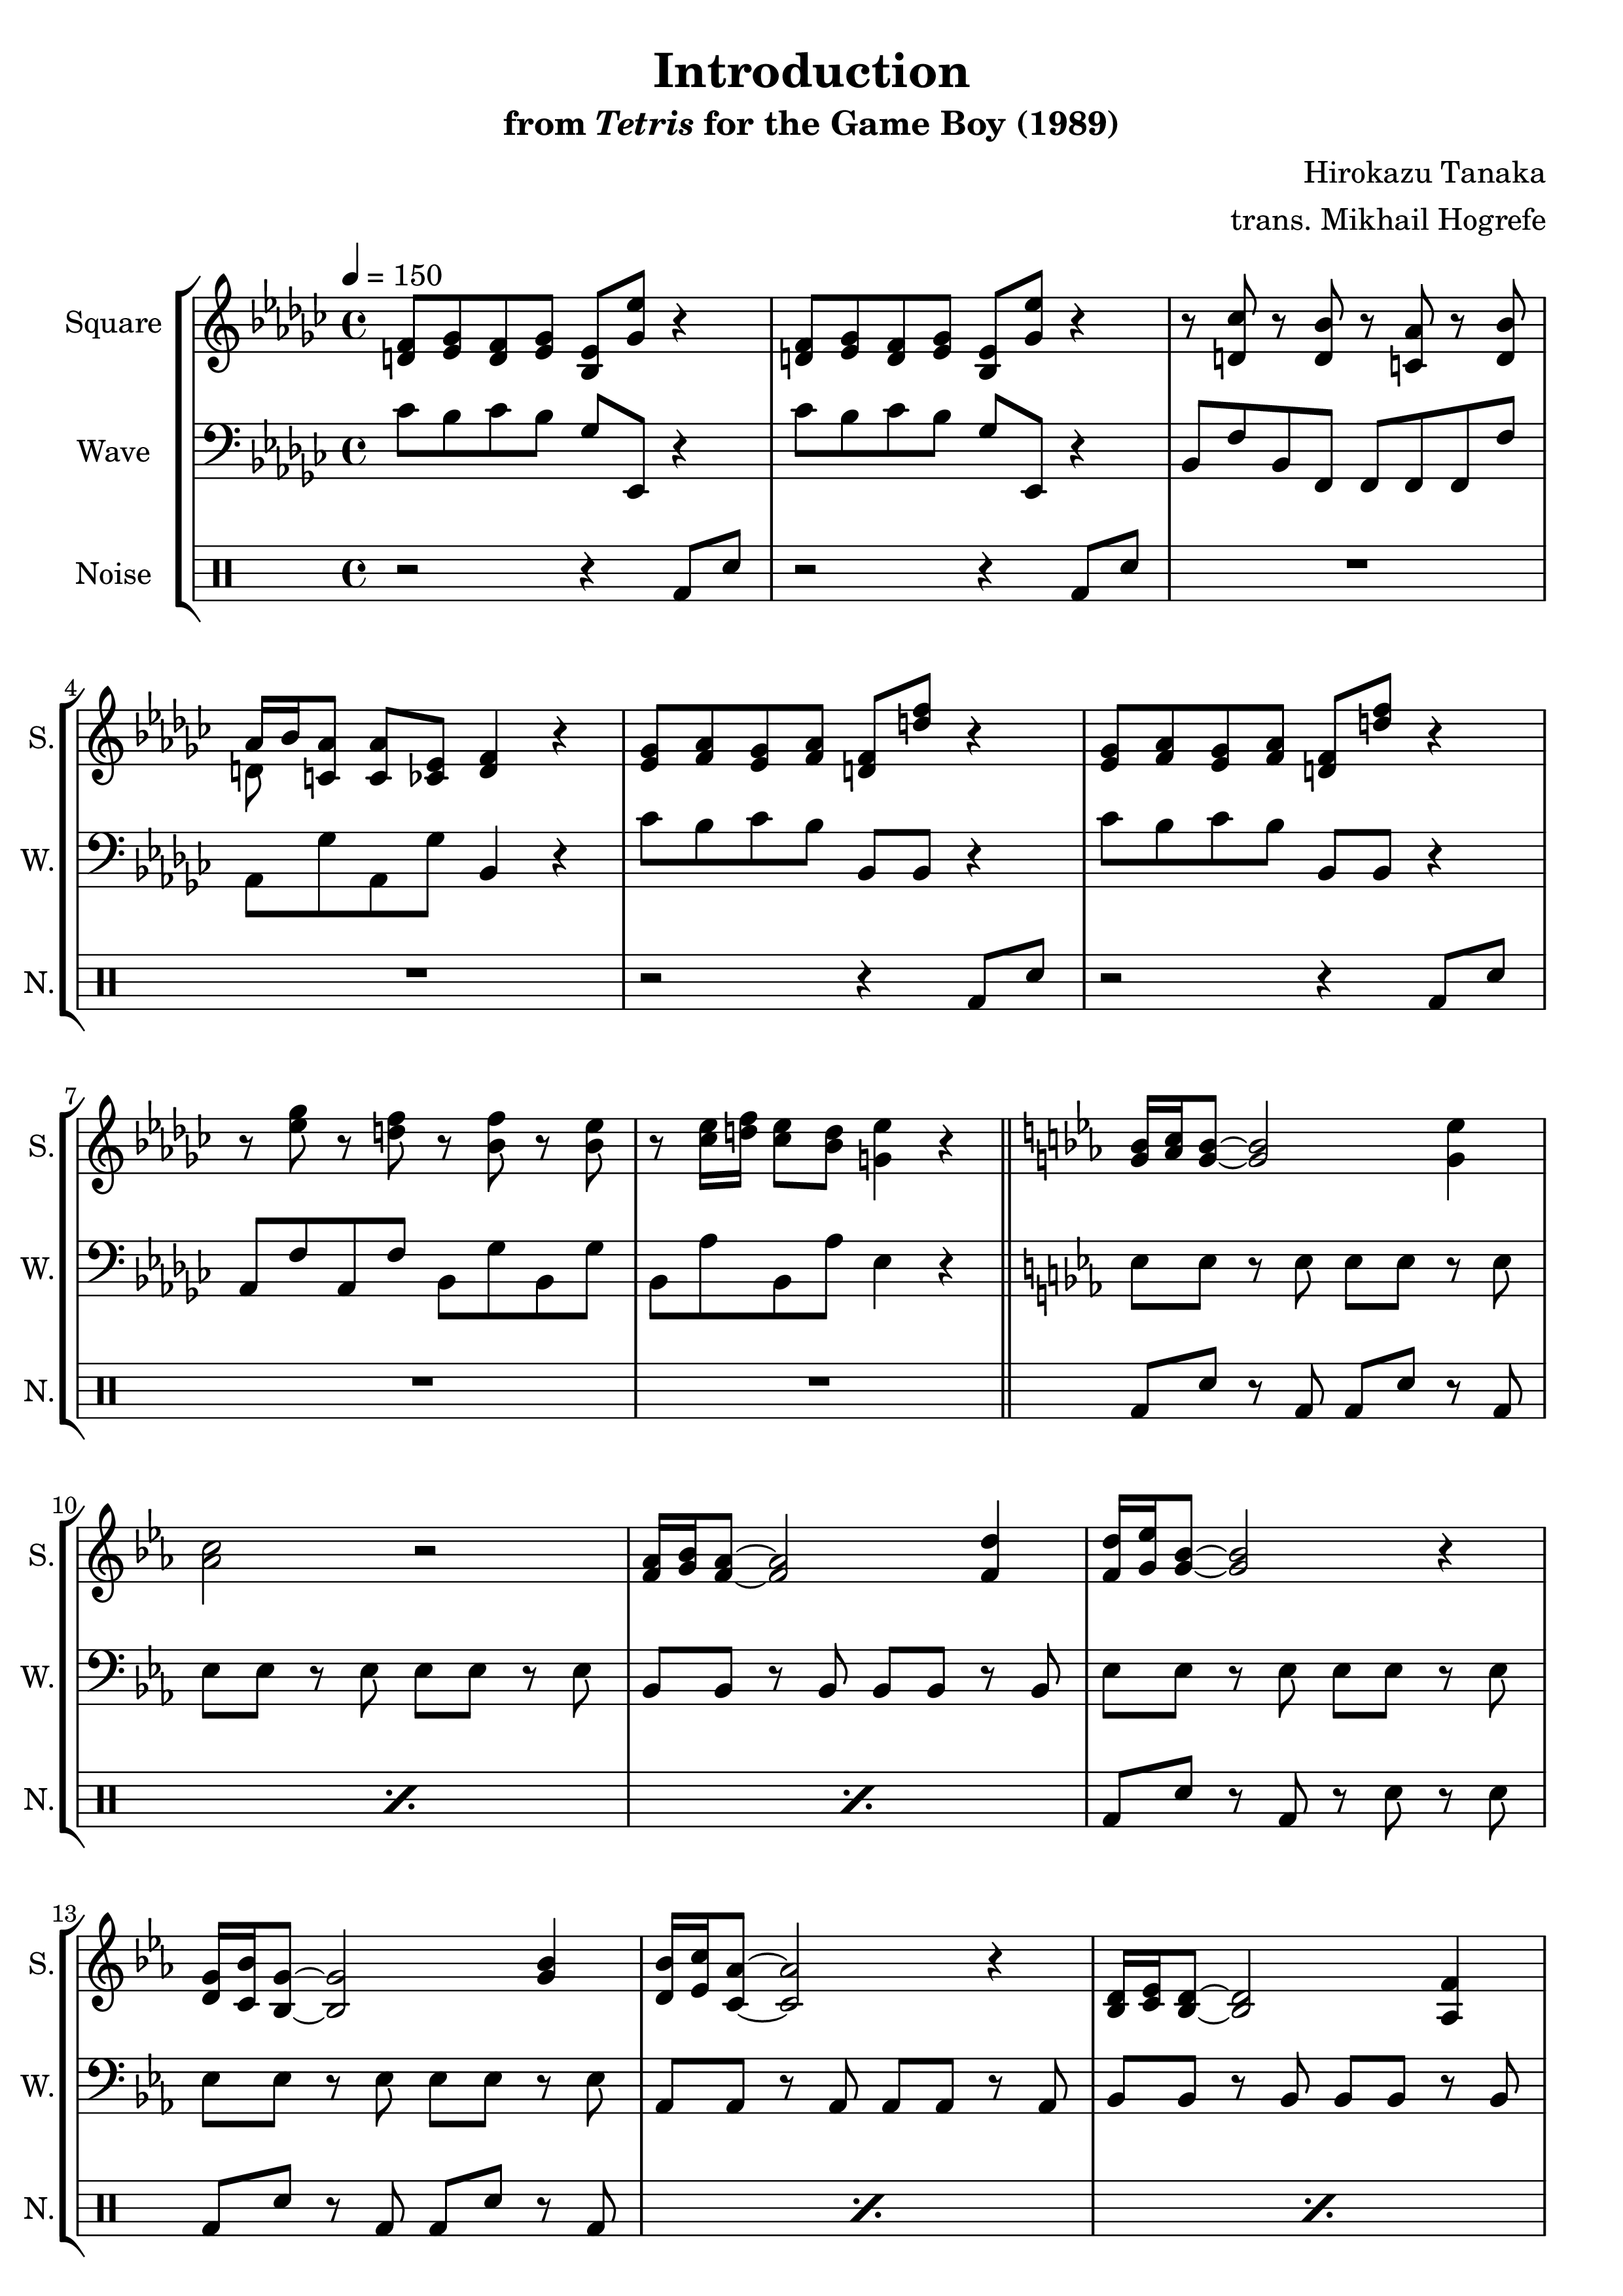 Introduction
from Tetris for the Game Boy (1989)
Hirokazu Tanaka
trans. Mikhail Hogrefe
= 150
Square
Wave
Noise
4
S.
W.
N.
7
S.
W.
N.
10
S.
W.
N.
13
S.
W.
N.